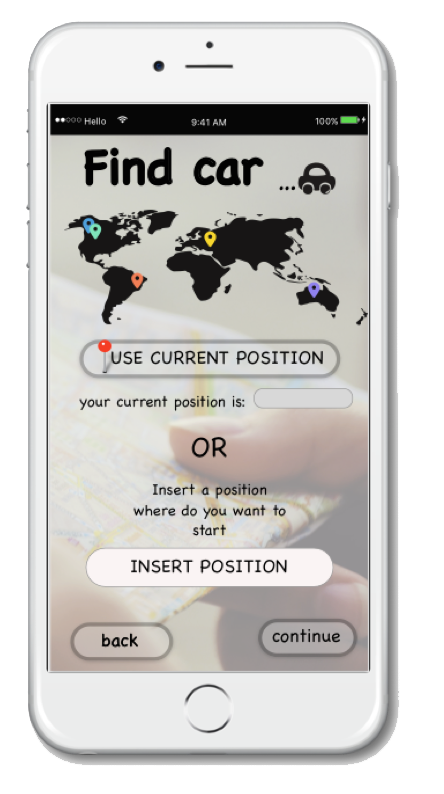 Hello 9:41 AM 100%
Find car ...
USE CURRENT POSITION
your current position is:
OR
Insert a position
where do you want to
start
INSERT POSITION
back continue